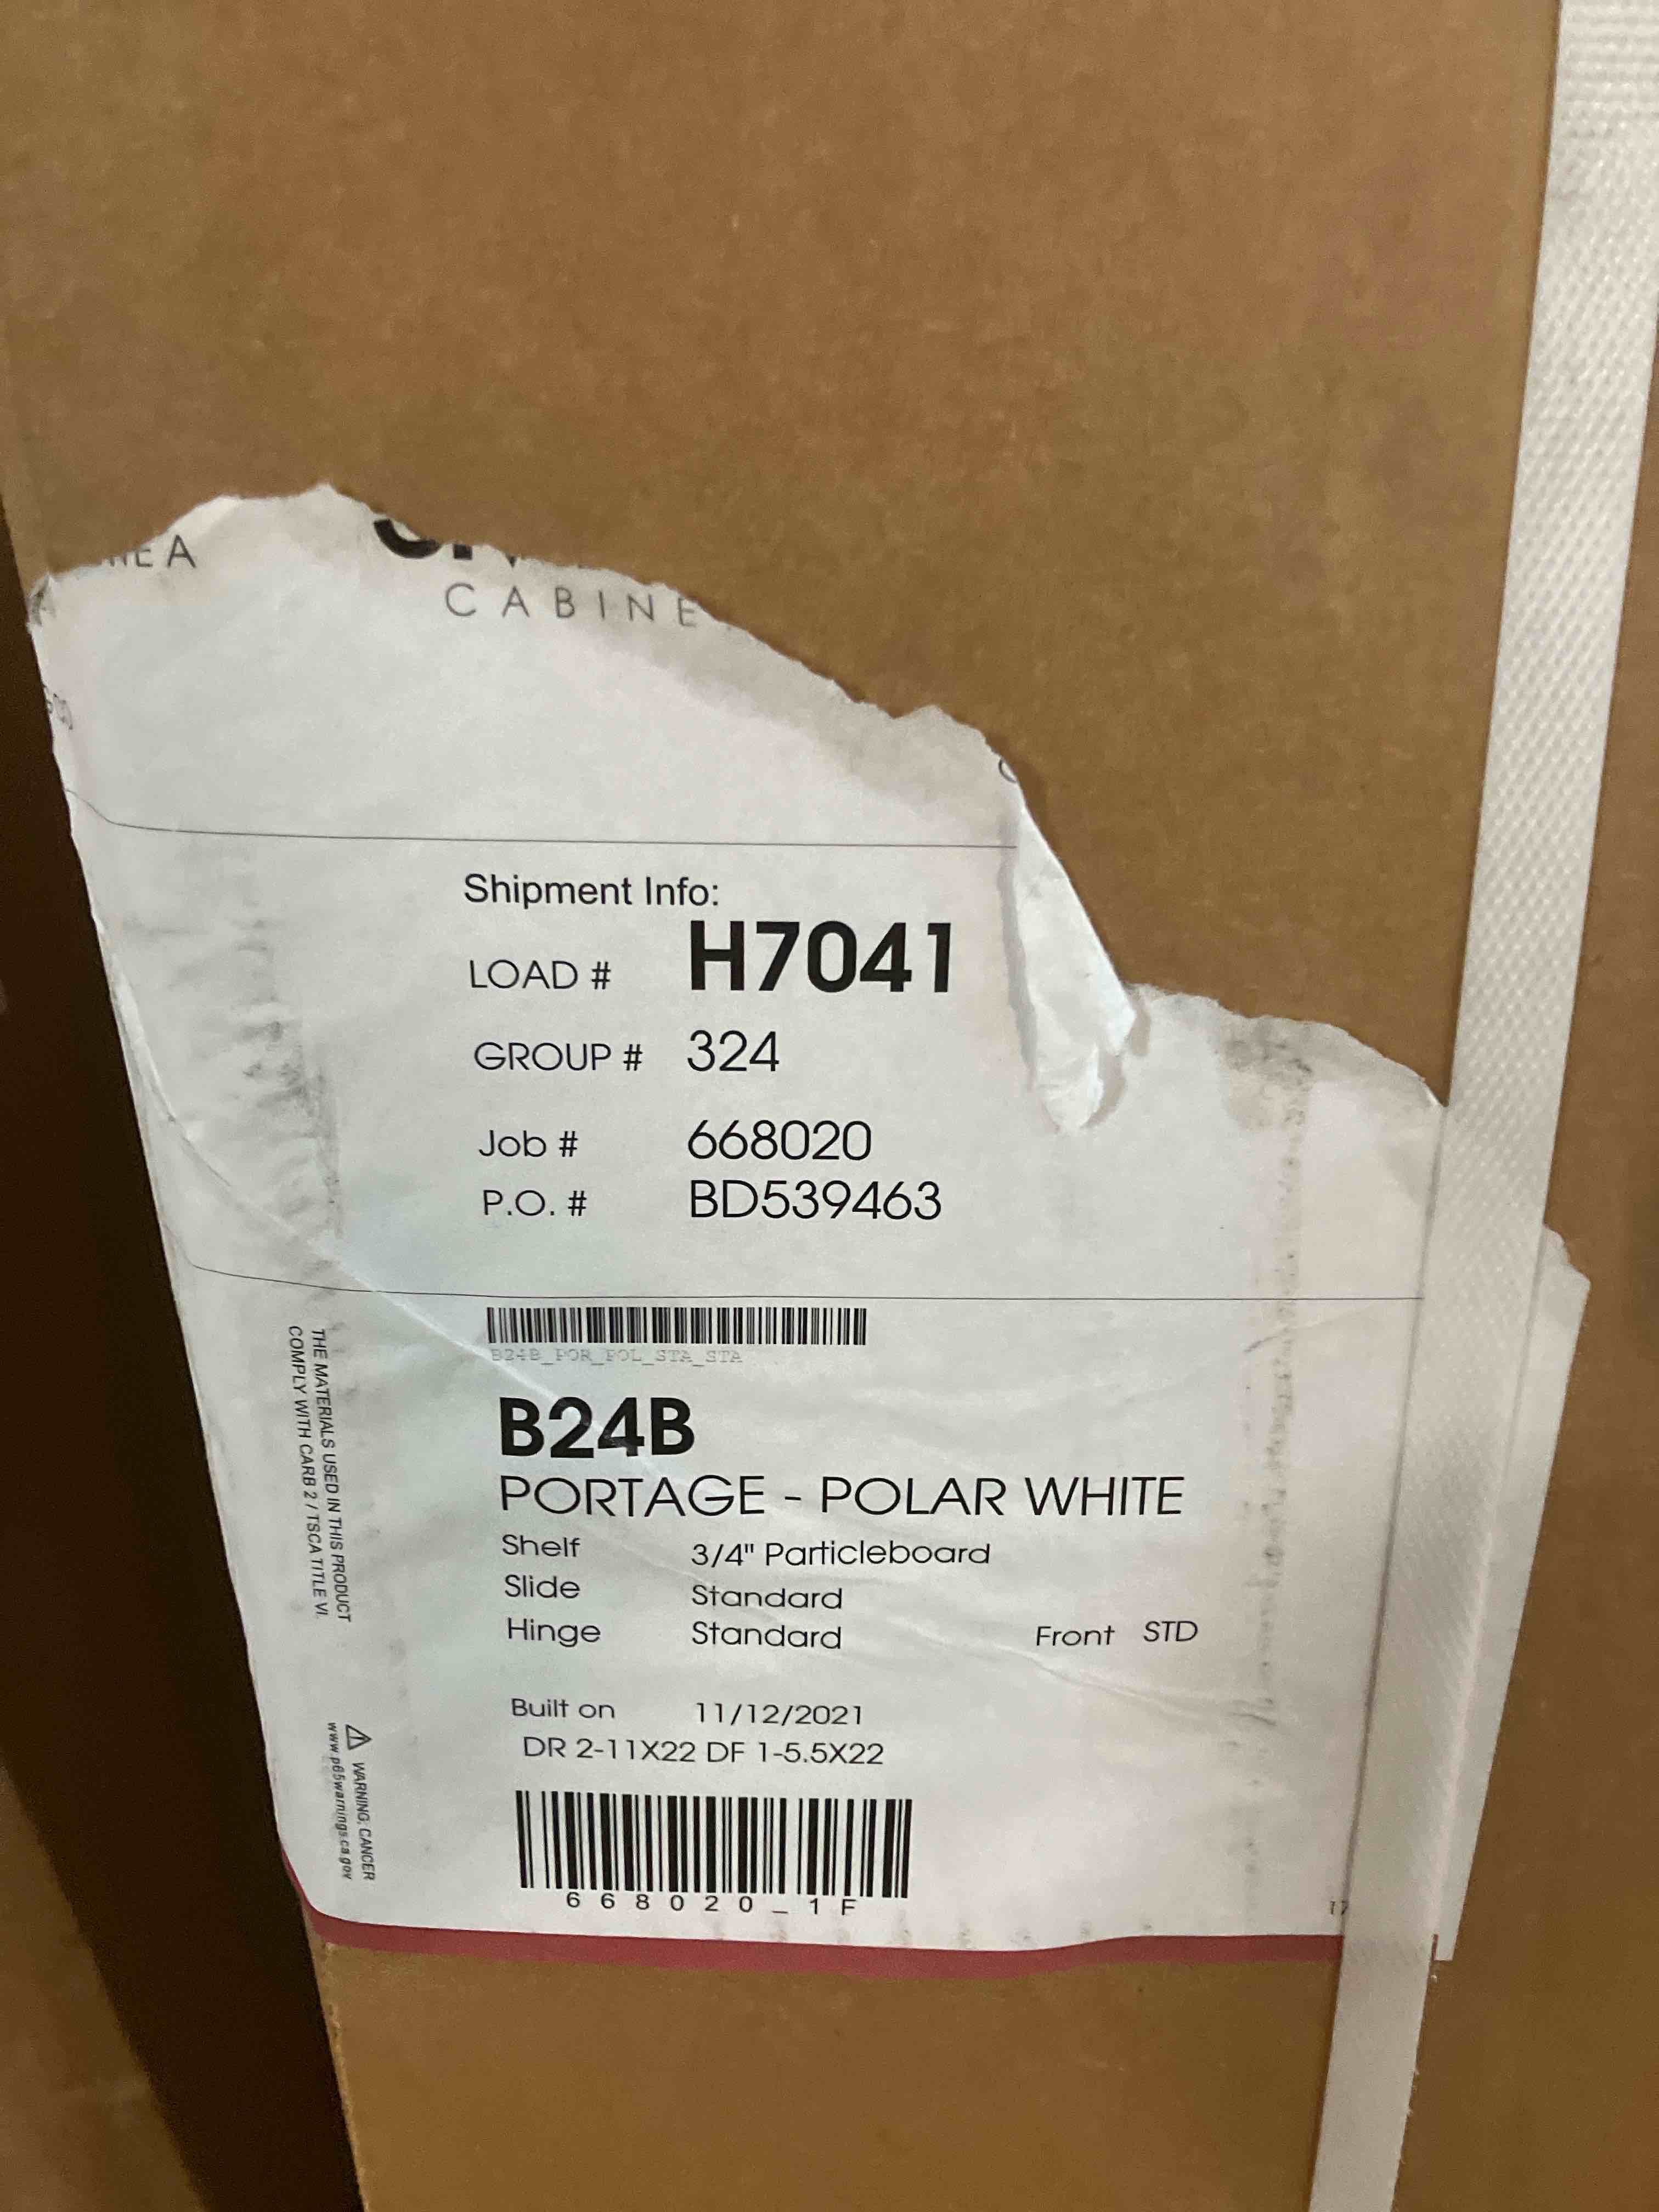 CABINE
Shipment Info:
LOAD # H7041
GROUP # 324
Job # 668020
P.O. # BD539463
B24B_POR_POL_STA_STA
B24B
PORTAGE - POLAR WHITE
Shelf 3/4" Particleboard
Slide Standard
Hinge Standard Front STD
Built on 11/12/2021
DR 2-11X22 DF 1-5.5X22
668020_1F
17
THE MATERIALS USED IN THIS PRODUCT
COMPLY WITH CARB 2 / TSCA TITLE VI.
⚠ WARNING: CANCER
www.p65warnings.ca.gov